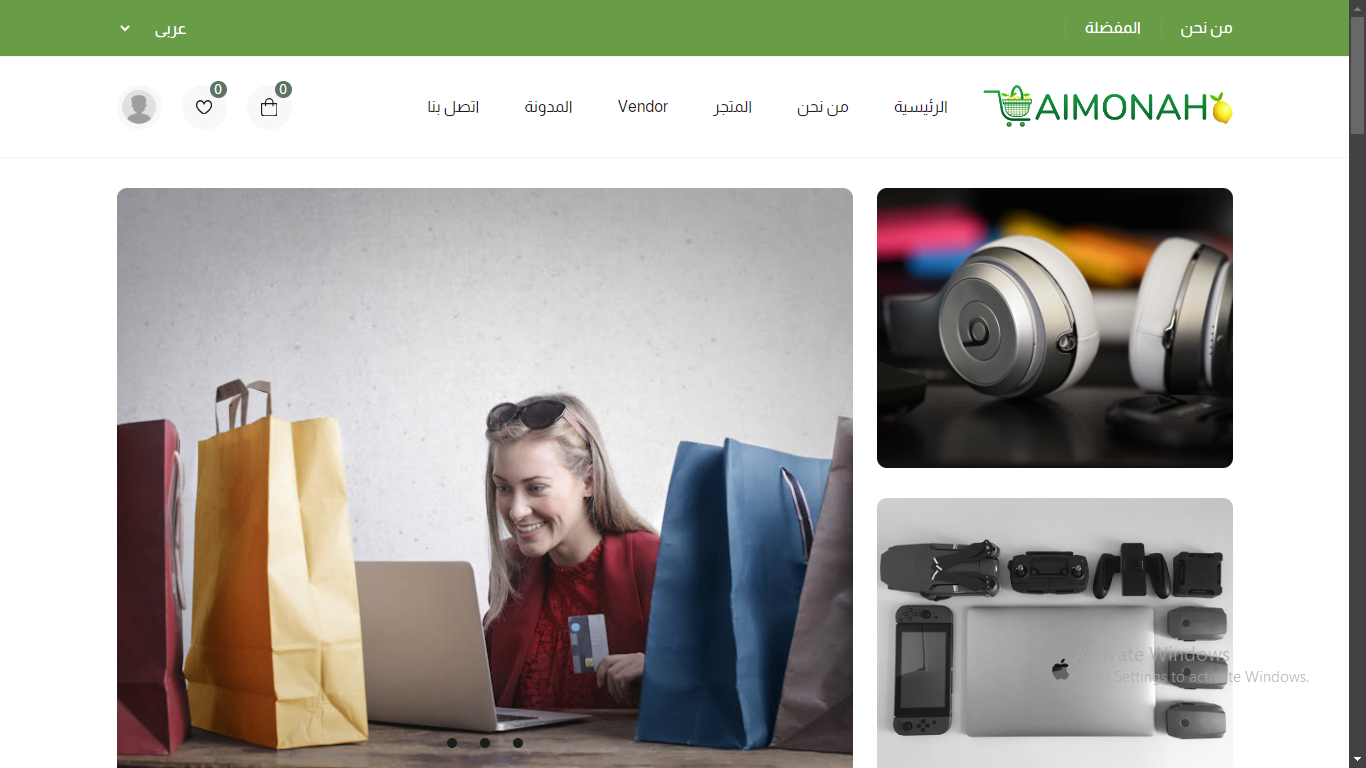 من نحن
المفضلة
عربى
AIMONAH
الرئيسية
من نحن
المتجر
Vendor
المدونة
اتصل بنا
0
0
Activate Windows
Go to Settings to activate Windows.